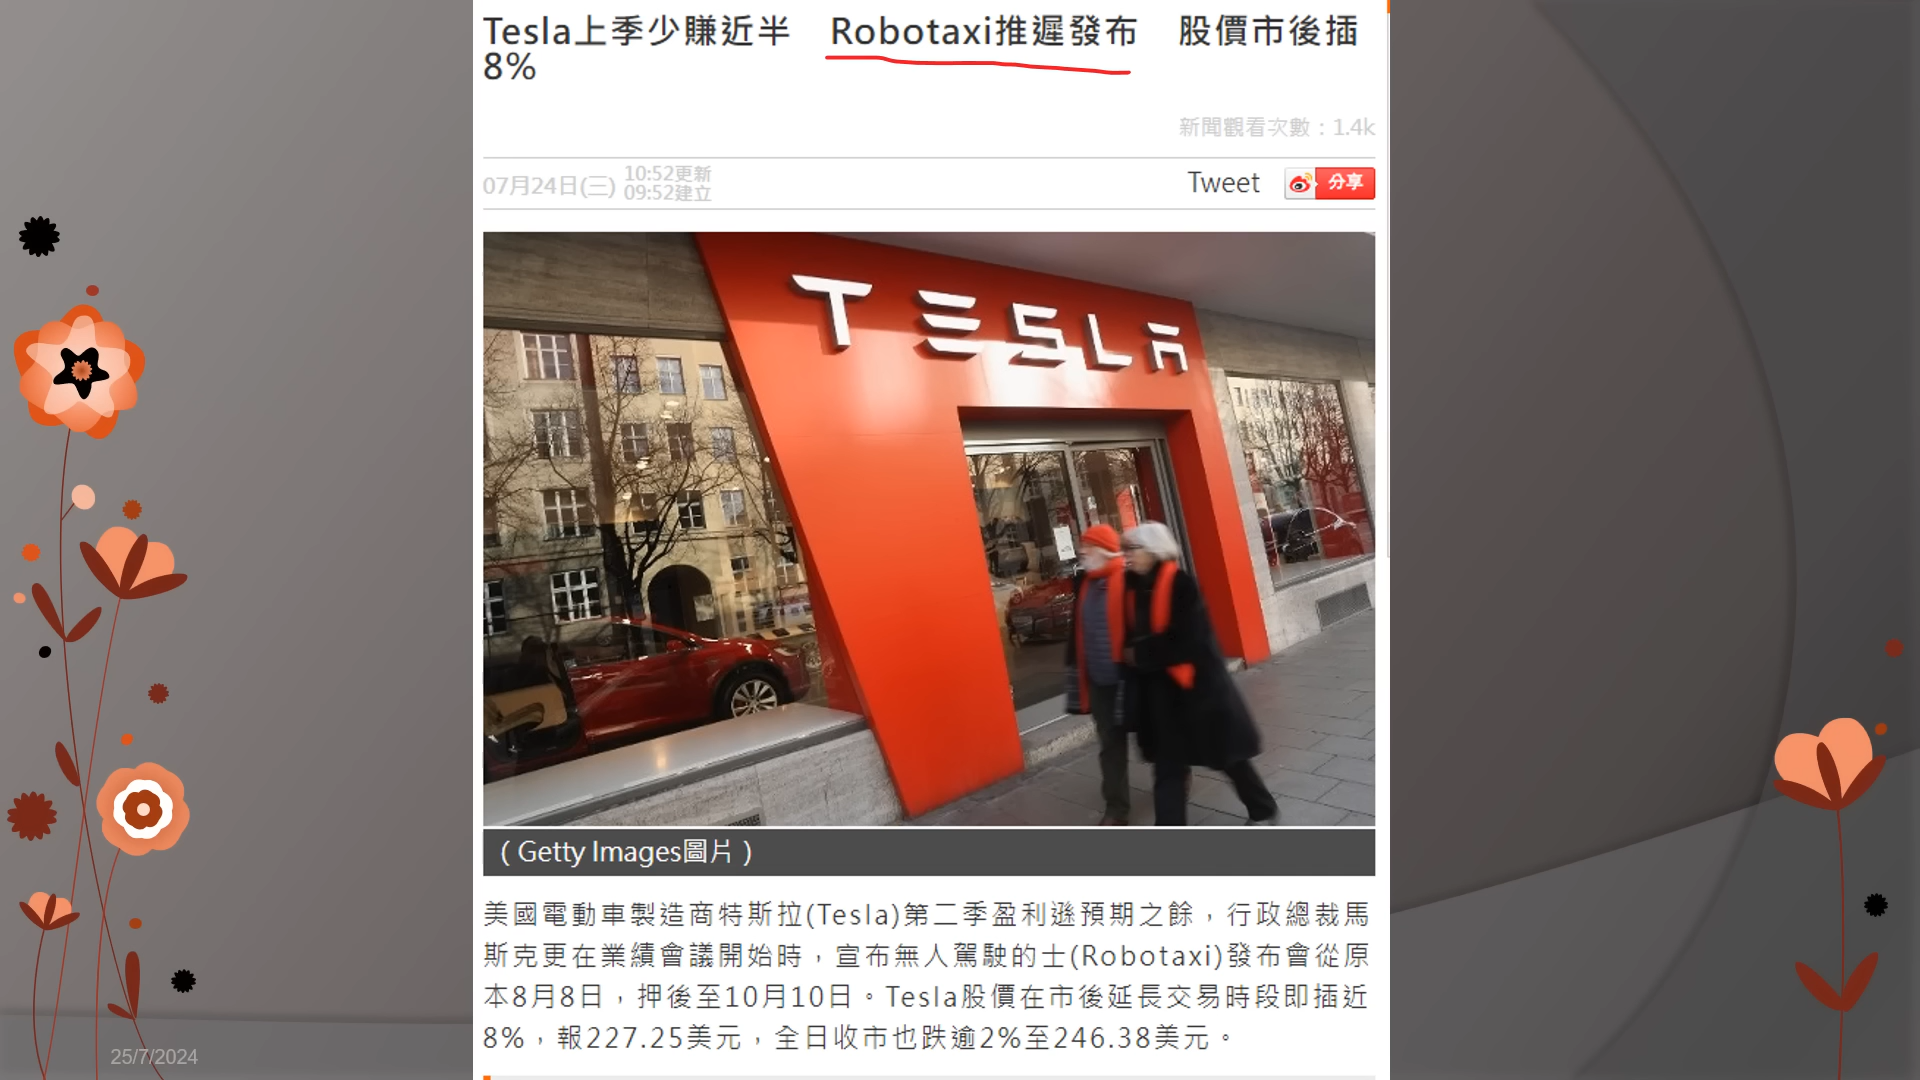 Tesla上季少賺近半 Robotaxi推遲發布 股價市後插
8%
新聞觀看次數：1.4k
07月24日(三)
10:52更新
09:52建立
Tweet
分享
TESLA
( Getty Images圖片 )
美國電動車製造商特斯拉(Tesla)第二季盈利遜預期之餘，行政總裁馬
斯克更在業績會議開始時，宣布無人駕駛的士(Robotaxi)發布會從原
本8月8日，押後至10月10日。Tesla股價在市後延長交易時段即插近
8%，報227.25美元，全日收市也跌逾2%至246.38美元。
25/7/2024